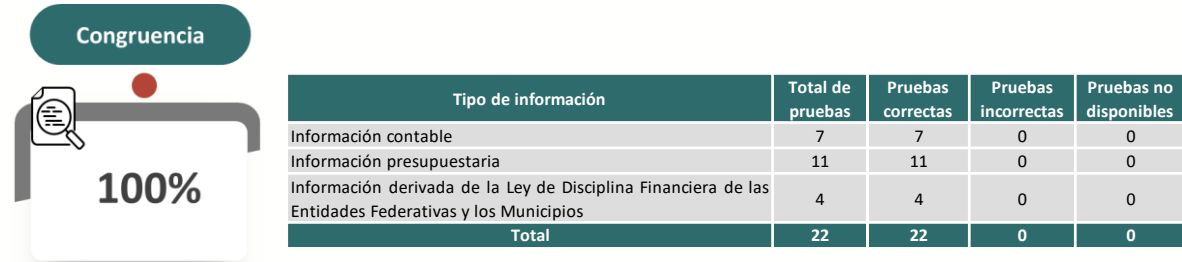 Congruencia
100%
Tipo de información Total de pruebas Pruebas correctas Pruebas incorrectas Pruebas no disponibles
Información contable 7 7 0 0
Información presupuestaria 11 11 0 0
Información derivada de la Ley de Disciplina Financiera de las
Entidades Federativas y los Municipios 4 4 0 0
Total 22 22 0 0